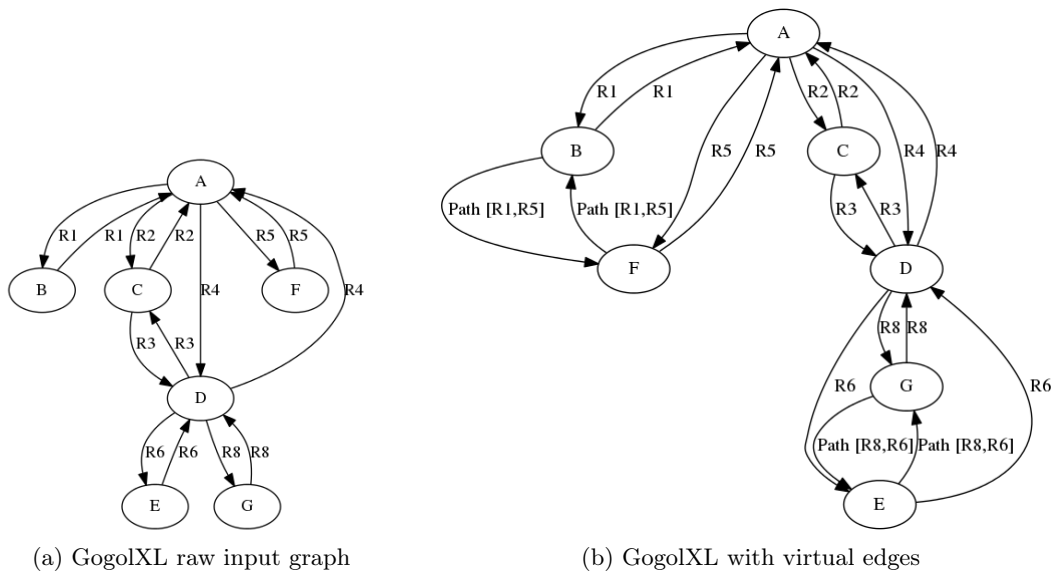 A
R1
R1
R2
R2
R5
R5
B
C
R4
F
R4
R3
R3
D
R6
R6
R8
R8
E
G
(a) GogolXL raw input graph
A
R1
R1
R2
R2
B
R5
R5
C
R4
R4
Path [R1,R5]
Path [R1,R5]
R3
R3
F
D
R8
R8
R6
G
R6
Path [R8,R6]
Path [R8,R6]
E
(b) GogolXL with virtual edges